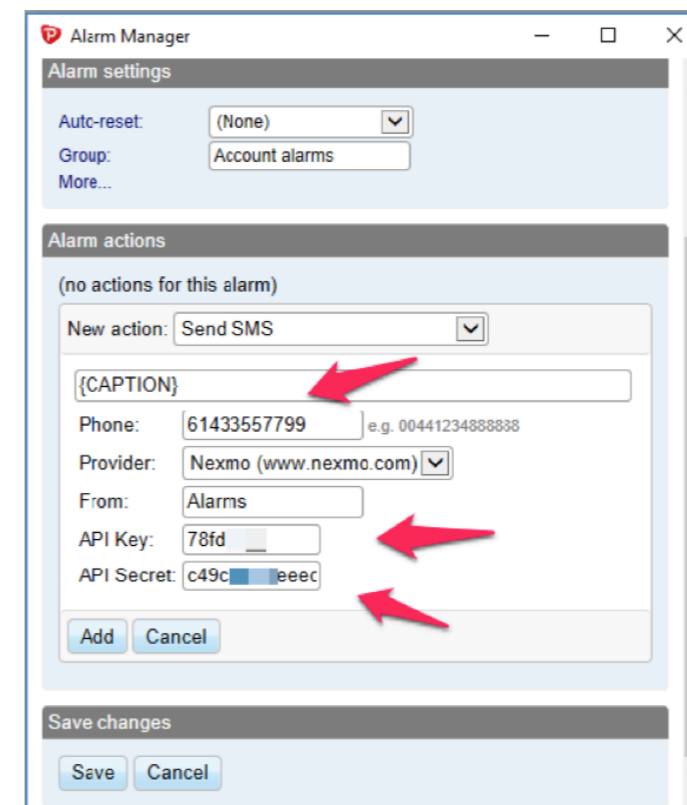 Alarm Manager
Alarm settings
Auto-reset: (None)
Group: Account alarms
More...
Alarm actions
(no actions for this alarm)
New action: Send SMS
{CAPTION}
Phone: 61433557799 e.g. 00441234888888
Provider: Nexmo (www.nexmo.com)
From: Alarms
API Key: 78fd
API Secret: c49c eeec
Add Cancel
Save changes
Save Cancel